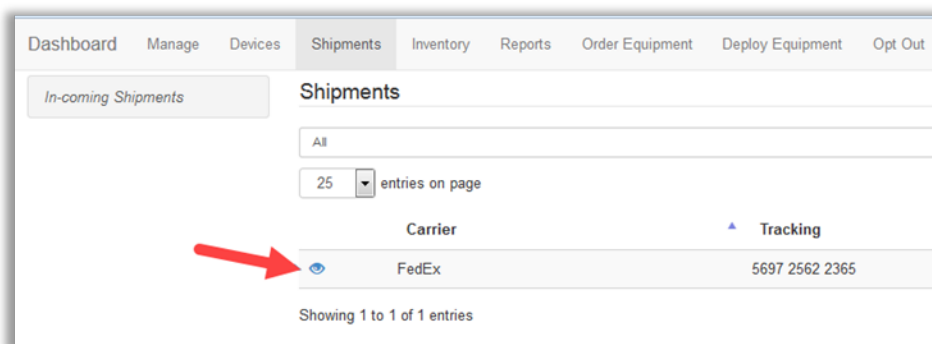 Dashboard Manage Devices Shipments Inventory Reports Order Equipment Deploy Equipment Opt Out
In-coming Shipments
Shipments
All
25 entries on page
Carrier Tracking
FedEx 5697 2562 2365
Showing 1 to 1 of 1 entries